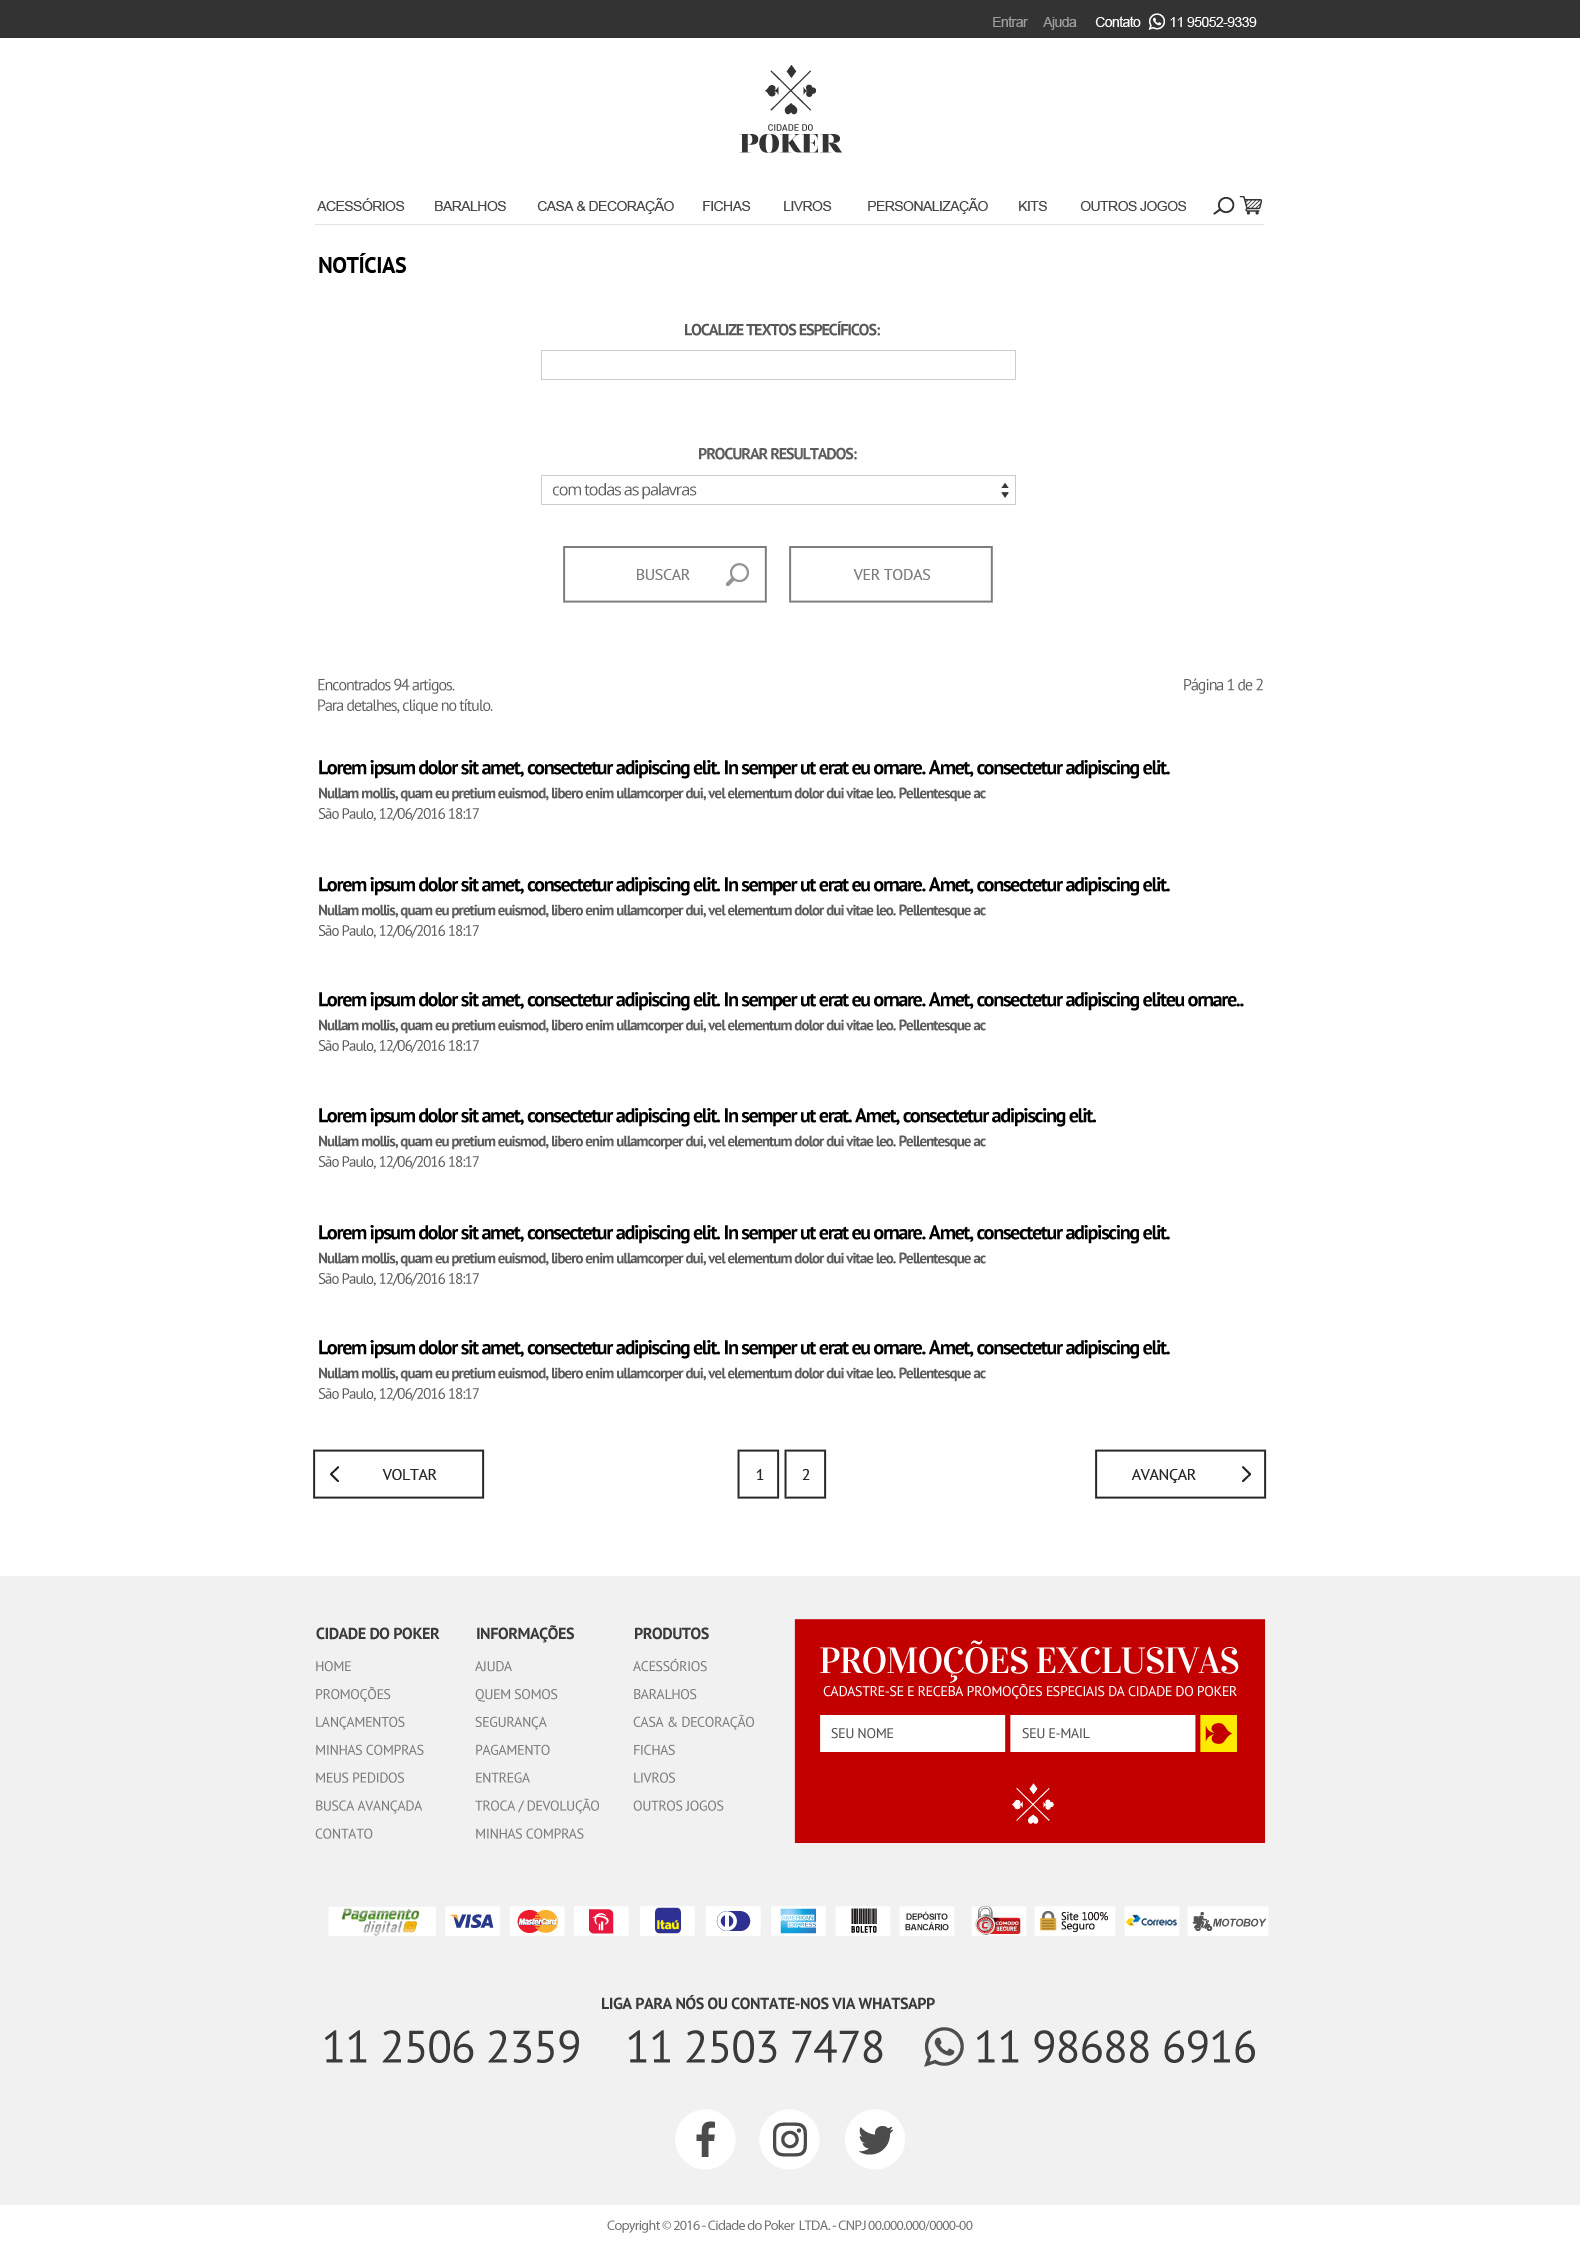 Entrar Ajuda Contato 11 95052-9339
CIDADE DO
POKER
ACESSÓRIOS BARALHOS CASA & DECORAÇÃO FICHAS LIVROS PERSONALIZAÇÃO KITS OUTROS JOGOS
NOTÍCIAS
LOCALIZE TEXTOS ESPECÍFICOS:
PROCURAR RESULTADOS:
com todas as palavras
BUSCAR VER TODAS
Encontrados 94 artigos. Página 1 de 2
Para detalhes, clique no título.
Lorem ipsum dolor sit amet, consectetur adipiscing elit. In semper ut erat eu ornare. Amet, consectetur adipiscing elit.
Nullam mollis, quam eu pretium euismod, libero enim ullamcorper dui, vel elementum dolor dui vitae leo. Pellentesque ac
São Paulo, 12/06/2016 18:17
Lorem ipsum dolor sit amet, consectetur adipiscing elit. In semper ut erat eu ornare. Amet, consectetur adipiscing elit.
Nullam mollis, quam eu pretium euismod, libero enim ullamcorper dui, vel elementum dolor dui vitae leo. Pellentesque ac
São Paulo, 12/06/2016 18:17
Lorem ipsum dolor sit amet, consectetur adipiscing elit. In semper ut erat eu ornare. Amet, consectetur adipiscing eliteu ornare..
Nullam mollis, quam eu pretium euismod, libero enim ullamcorper dui, vel elementum dolor dui vitae leo. Pellentesque ac
São Paulo, 12/06/2016 18:17
Lorem ipsum dolor sit amet, consectetur adipiscing elit. In semper ut erat. Amet, consectetur adipiscing elit.
Nullam mollis, quam eu pretium euismod, libero enim ullamcorper dui, vel elementum dolor dui vitae leo. Pellentesque ac
São Paulo, 12/06/2016 18:17
Lorem ipsum dolor sit amet, consectetur adipiscing elit. In semper ut erat eu ornare. Amet, consectetur adipiscing elit.
Nullam mollis, quam eu pretium euismod, libero enim ullamcorper dui, vel elementum dolor dui vitae leo. Pellentesque ac
São Paulo, 12/06/2016 18:17
Lorem ipsum dolor sit amet, consectetur adipiscing elit. In semper ut erat eu ornare. Amet, consectetur adipiscing elit.
Nullam mollis, quam eu pretium euismod, libero enim ullamcorper dui, vel elementum dolor dui vitae leo. Pellentesque ac
São Paulo, 12/06/2016 18:17
VOLTAR 1 2 AVANÇAR
CIDADE DO POKER
HOME
PROMOÇÕES
LANÇAMENTOS
MINHAS COMPRAS
MEUS PEDIDOS
BUSCA AVANÇADA
CONTATO
INFORMAÇÕES
AJUDA
QUEM SOMOS
SEGURANÇA
PAGAMENTO
ENTREGA
TROCA / DEVOLUÇÃO
MINHAS COMPRAS
PRODUTOS
ACESSÓRIOS
BARALHOS
CASA & DECORAÇÃO
FICHAS
LIVROS
OUTROS JOGOS
PROMOÇÕES EXCLUSIVAS
CADASTRE-SE E RECEBA PROMOÇÕES ESPECIAIS DA CIDADE DO POKER
SEU NOME SEU E-MAIL
Pagamento
digital
VISA
MasterCard
Itaú
AMERICAN
EXPRESS
BOLETO
DEPÓSITO
BANCÁRIO
COMODO
SECURE
Site 100%
Seguro
CORREIOS
MOTOBOY
LIGA PARA NÓS OU CONTATE-NOS VIA WHATSAPP
11 2506 2359 11 2503 7478 11 98688 6916
Copyright © 2016 - Cidade do Poker LTDA. - CNPJ 00.000.000/0000-00